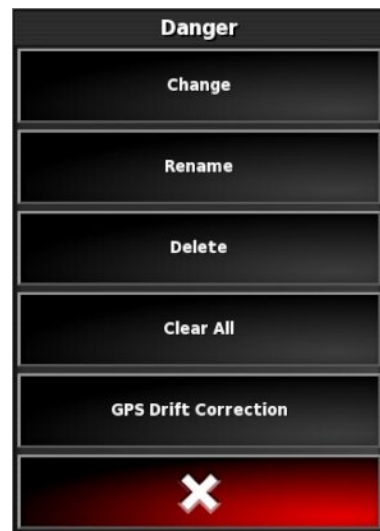 Danger
Change
Rename
Delete
Clear All
GPS Drift Correction